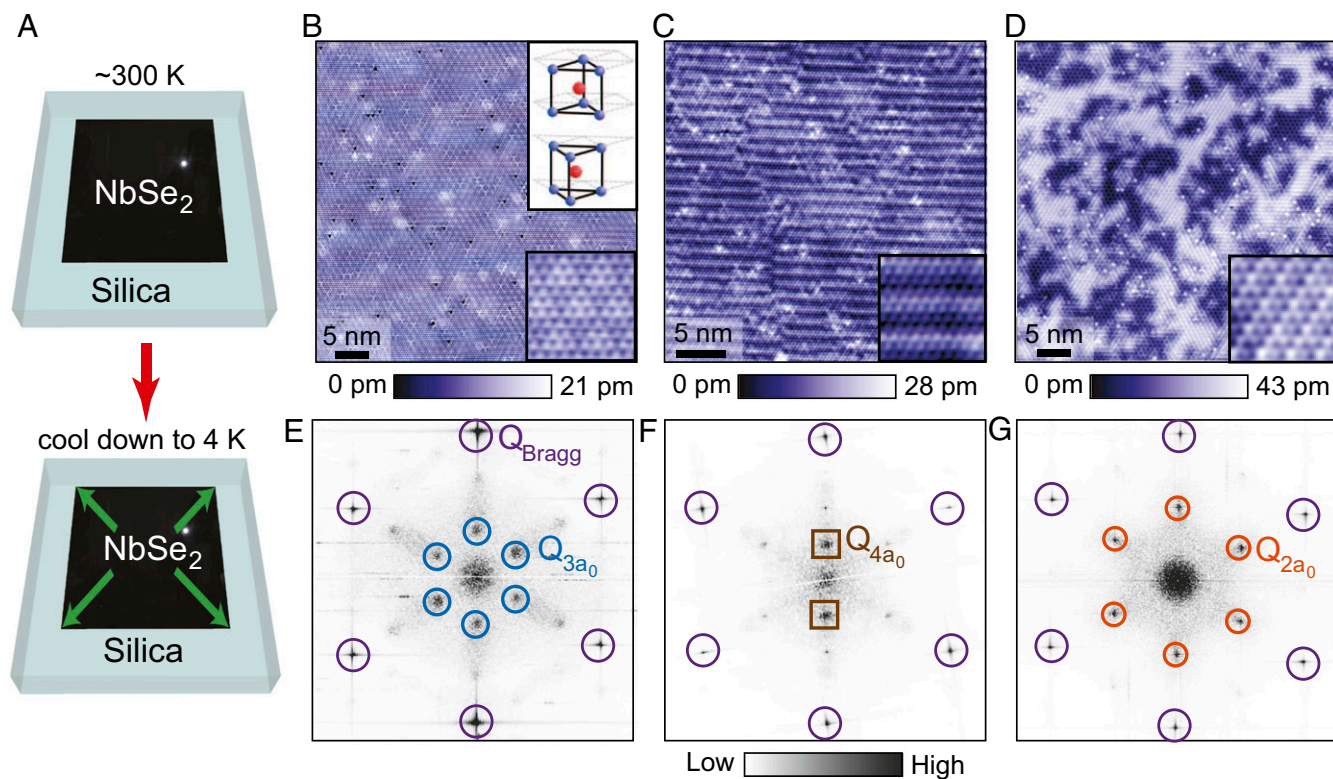 A
~300 K
NbSe2
Silica
cool down to 4 K
NbSe2
Silica
B
5 nm
0 pm 21 pm
C
5 nm
0 pm 28 pm
D
5 nm
0 pm 43 pm
E
QBragg
Q3a0
F
Q4a0
G
Q2a0
Low High